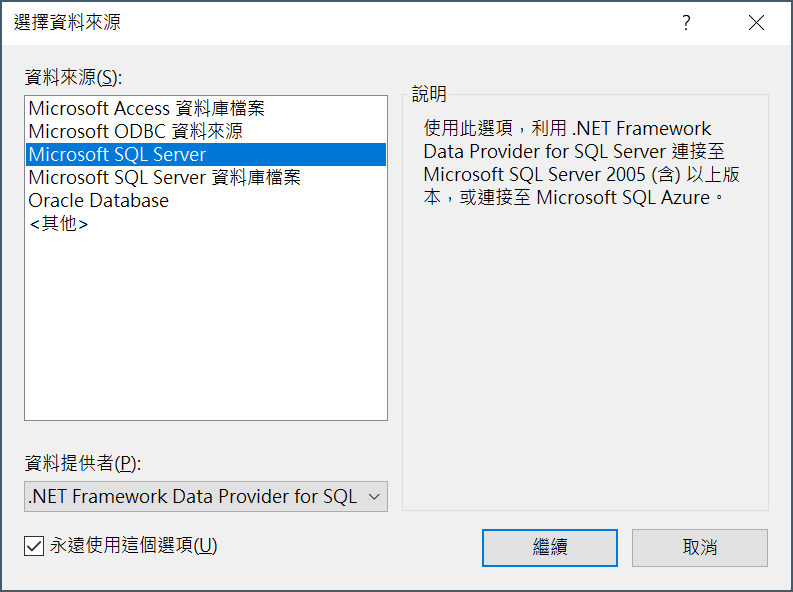 選擇資料來源
?
資料來源(S):
Microsoft Access 資料庫檔案
Microsoft ODBC 資料來源
Microsoft SQL Server
Microsoft SQL Server 資料庫檔案
Oracle Database
<其他>
說明
使用此選項，利用 .NET Framework
Data Provider for SQL Server 連接至
Microsoft SQL Server 2005 (含) 以上版
本，或連接至 Microsoft SQL Azure。
資料提供者(P):
.NET Framework Data Provider for SQL
永遠使用這個選項(U)
繼續
取消